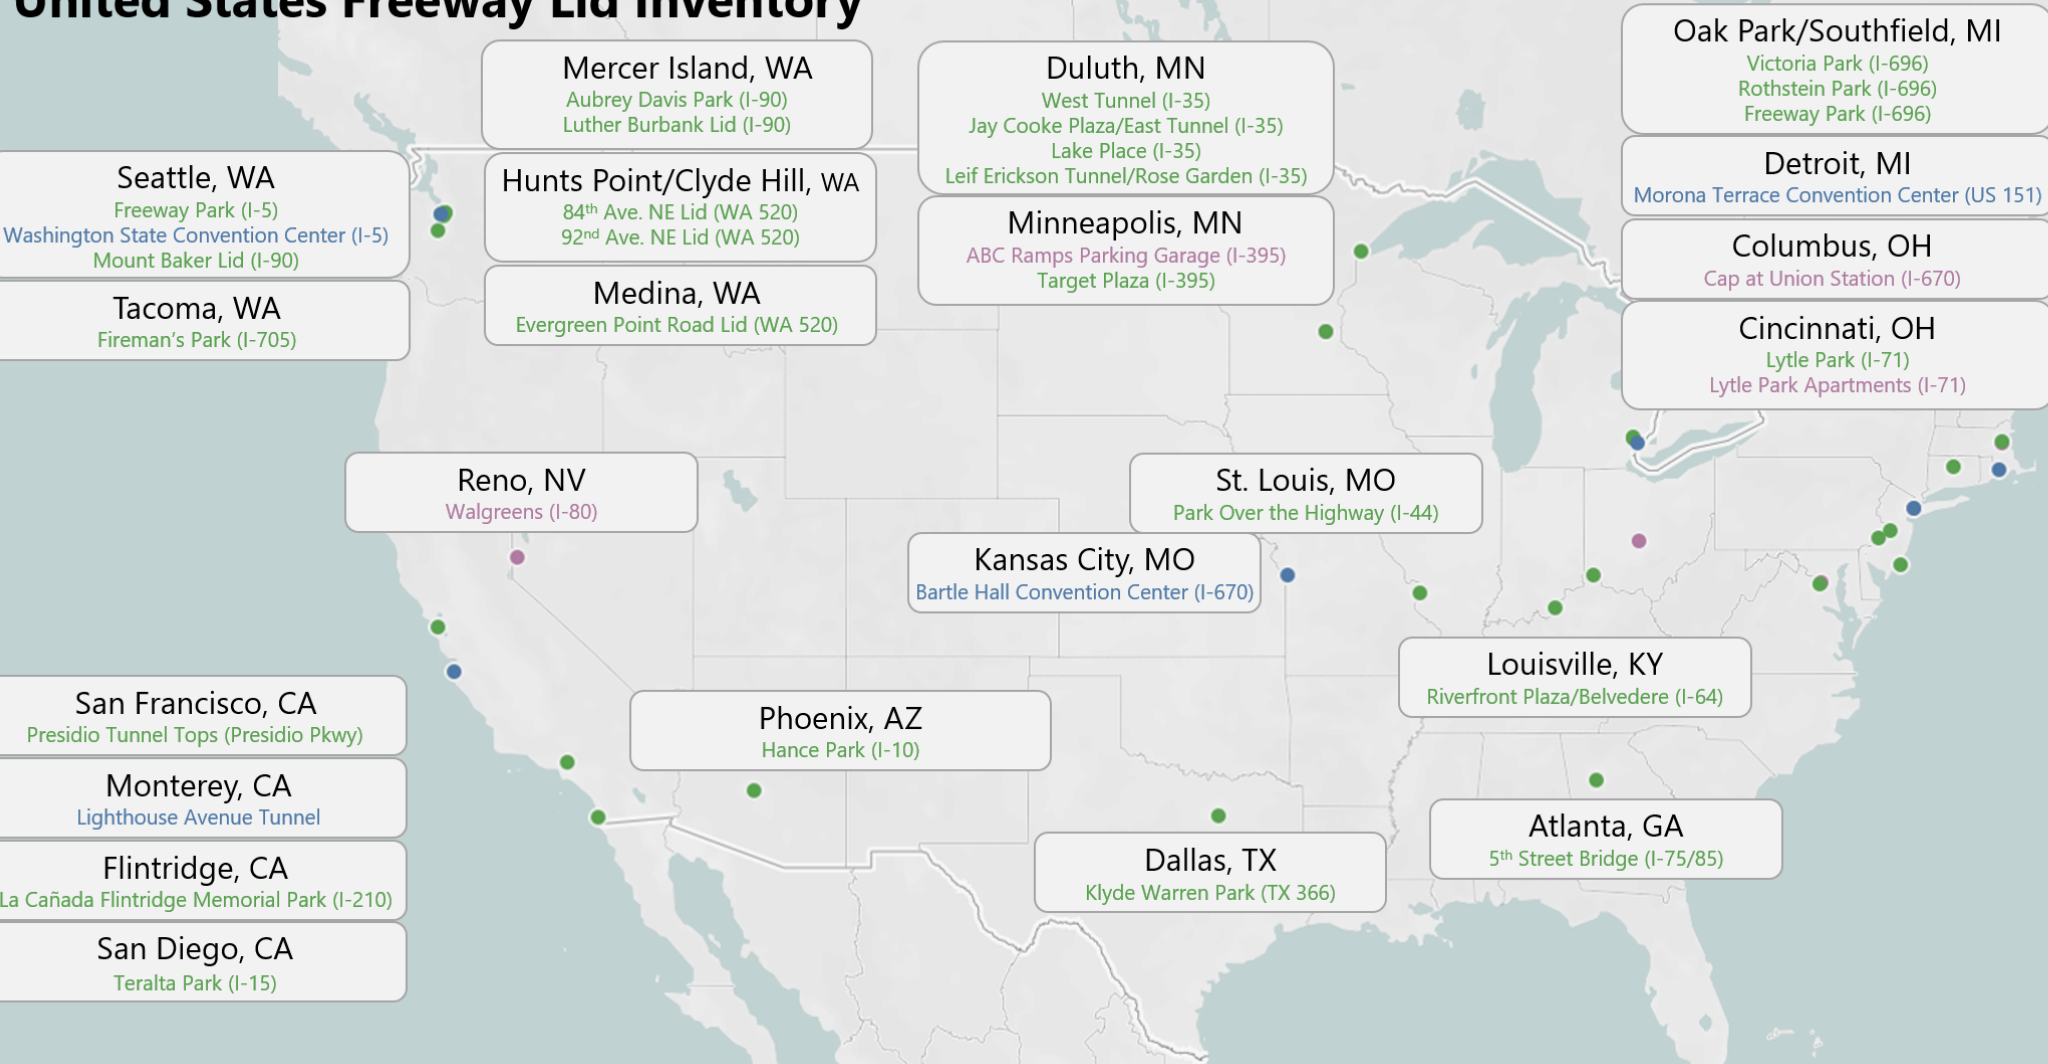 United States Freeway Lid Inventory
Mercer Island, WA
Aubrey Davis Park (I-90)
Luther Burbank Lid (I-90)
Duluth, MN
West Tunnel (I-35)
Jay Cooke Plaza/East Tunnel (I-35)
Lake Place (I-35)
Leif Erickson Tunnel/Rose Garden (I-35)
Oak Park/Southfield, MI
Victoria Park (I-696)
Rothstein Park (I-696)
Freeway Park (I-696)
Seattle, WA
Freeway Park (I-5)
Washington State Convention Center (I-5)
Mount Baker Lid (I-90)
Hunts Point/Clyde Hill, WA
84th Ave. NE Lid (WA 520)
92nd Ave. NE Lid (WA 520)
Minneapolis, MN
ABC Ramps Parking Garage (I-395)
Target Plaza (I-395)
Detroit, MI
Morona Terrace Convention Center (US 151)
Columbus, OH
Cap at Union Station (I-670)
Tacoma, WA
Fireman’s Park (I-705)
Medina, WA
Evergreen Point Road Lid (WA 520)
Cincinnati, OH
Lytle Park (I-71)
Lytle Park Apartments (I-71)
Reno, NV
Walgreens (I-80)
St. Louis, MO
Park Over the Highway (I-44)
Kansas City, MO
Bartle Hall Convention Center (I-670)
Louisville, KY
Riverfront Plaza/Belvedere (I-64)
San Francisco, CA
Presidio Tunnel Tops (Presidio Pkwy)
Phoenix, AZ
Hance Park (I-10)
Monterey, CA
Lighthouse Avenue Tunnel
Atlanta, GA
5th Street Bridge (I-75/85)
Dallas, TX
Klyde Warren Park (TX 366)
Flintridge, CA
La Cañada Flintridge Memorial Park (I-210)
San Diego, CA
Teralta Park (I-15)